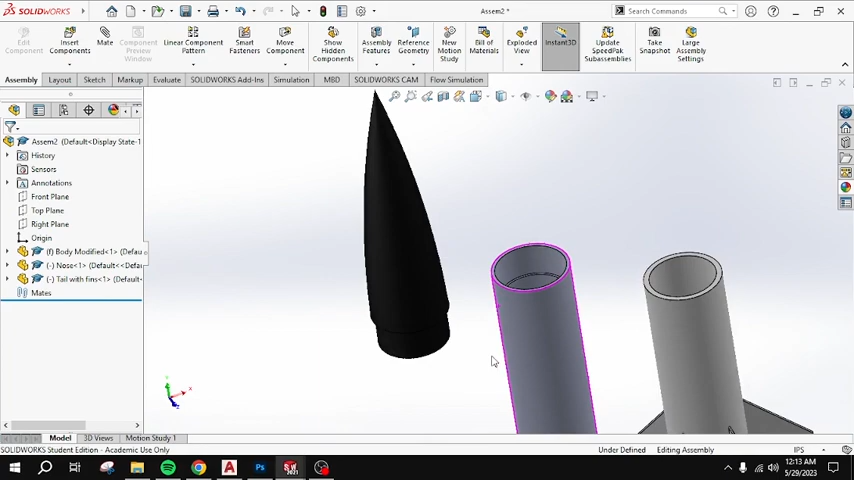 SOLIDWORKS
Assem2 *
Search Commands
Edit Component
Insert Components
Mate
Component Preview Window
Linear Component Pattern
Smart Fasteners
Move Component
Show Hidden Components
Assembly Features
Reference Geometry
New Motion Study
Bill of Materials
Exploded View
Instant3D
Update SpeedPak Subassemblies
Take Snapshot
Large Assembly Settings
Assembly
Layout
Sketch
Markup
Evaluate
SOLIDWORKS Add-Ins
Simulation
MBD
SOLIDWORKS CAM
Flow Simulation
Assem2 (Default<Display State-1
History
Sensors
Annotations
Front Plane
Top Plane
Right Plane
Origin
(f) Body Modified<1> (Defau
(-) Nose<1> (Default<<Defau
(-) Tail with fins<1> (Default
Mates
Model
3D Views
Motion Study 1
SOLIDWORKS Student Edition - Academic Use Only
Under Defined
Editing Assembly
IPS
12:13 AM
5/29/2023